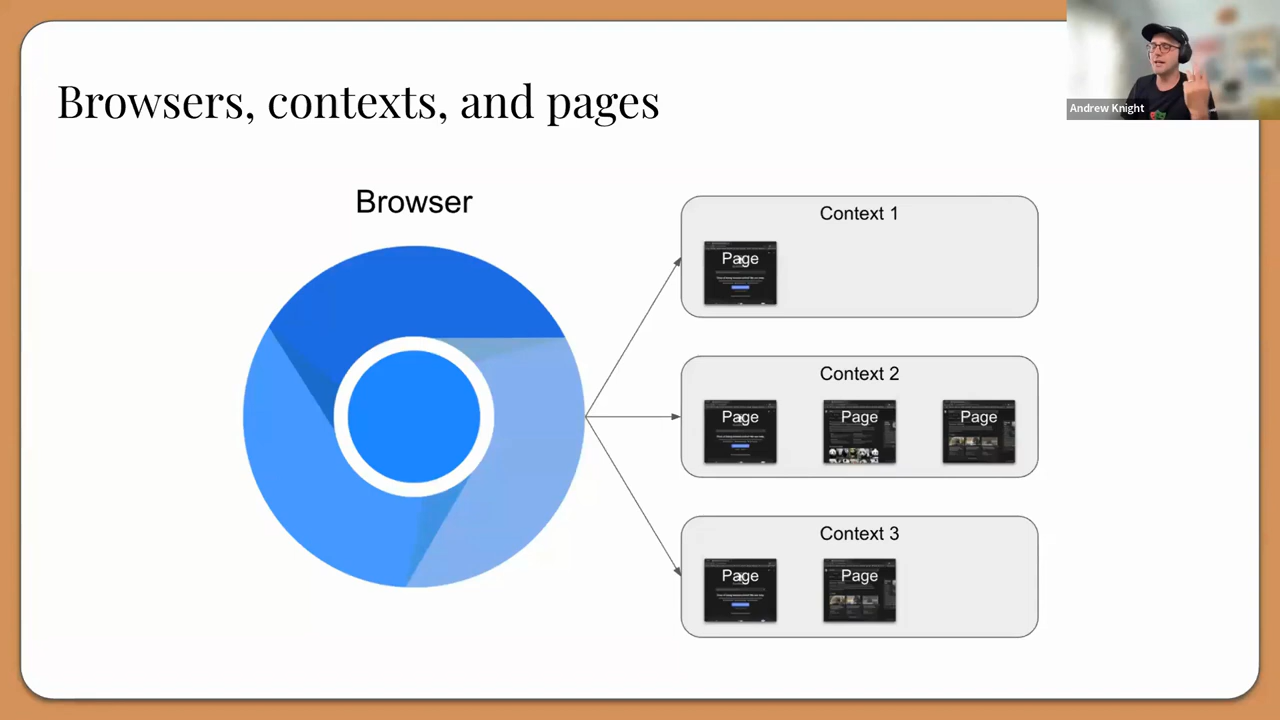 Browsers, contexts, and pages
Andrew Knight
Browser
Context 1
Page
Context 2
Page Page Page
Context 3
Page Page